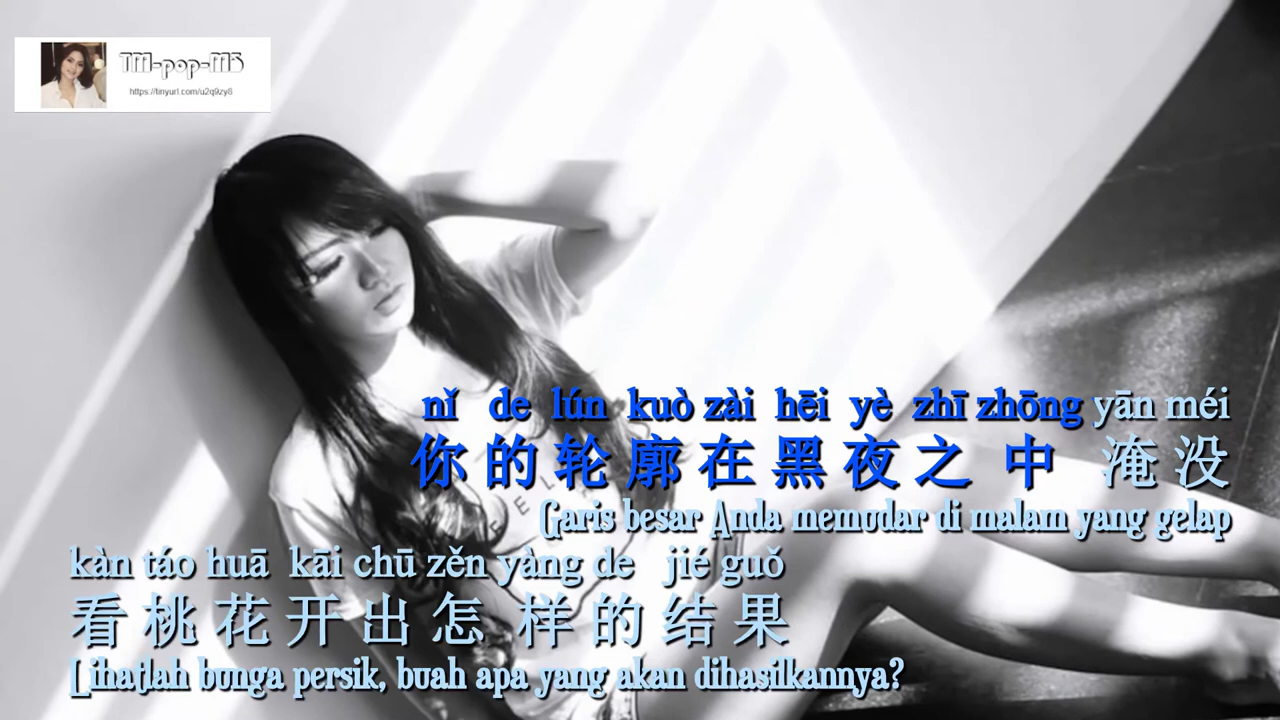 TM-pop-M3
https://tinyurl.com/u2q9zy8
nǐ de lún kuò zài hēi yè zhī zhōng yān méi
你的轮廓在黑夜之中 淹没
(Garis besar Anda memudar di malam yang gelap
kàn táo huā kāi chū zěn yàng de jié guǒ
看桃花开出怎样的结果
(Lihatlah bunga persik, buah apa yang akan dihasilkannya?